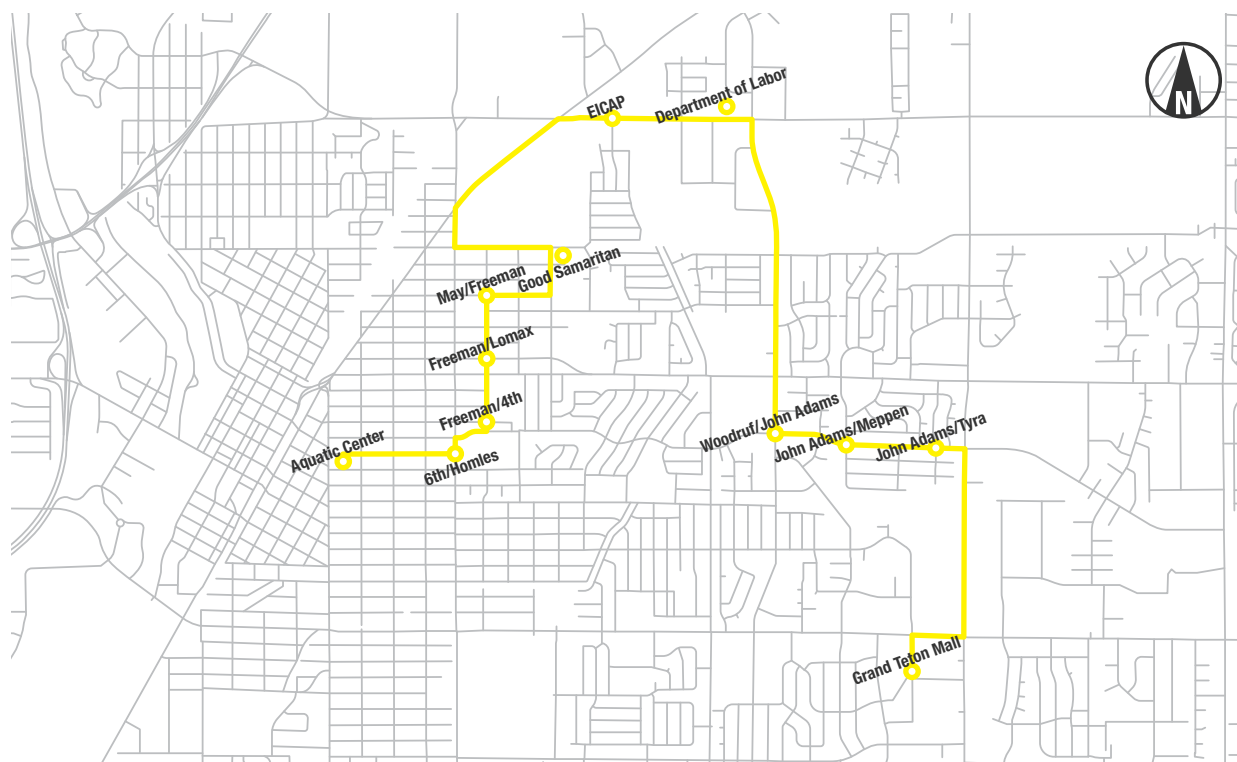 N
EICAP
Department of Labor
Good Samaritan
May/Freeman
Freeman/Lomax
Freeman/4th
Aquatic Center
6th/Homles
Woodruf/John Adams
John Adams/Meppen
John Adams/Tyra
Grand Teton Mall